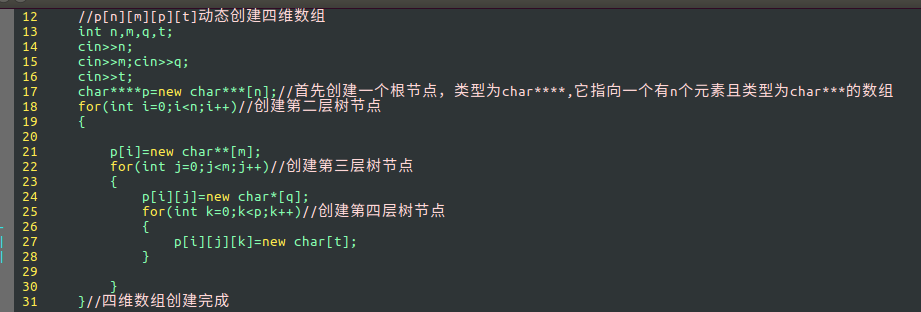 12 //p[n][m][p][t]动态创建四维数组
13 int n,m,q,t;
14 cin>>n;
15 cin>>m;cin>>q;
16 cin>>t;
17 char****p=new char***[n];//首先创建一个根节点，类型为char****,它指向一个有n个元素且类型为char***的数组
18 for(int i=0;i<n;i++)//创建第二层树节点
19 {
20
21 p[i]=new char**[m];
22 for(int j=0;j<m;j++)//创建第三层树节点
23 {
24 p[i][j]=new char*[q];
25 for(int k=0;k<p;k++)//创建第四层树节点
26 {
27 p[i][j][k]=new char[t];
28 }
29
30 }
31 }//四维数组创建完成